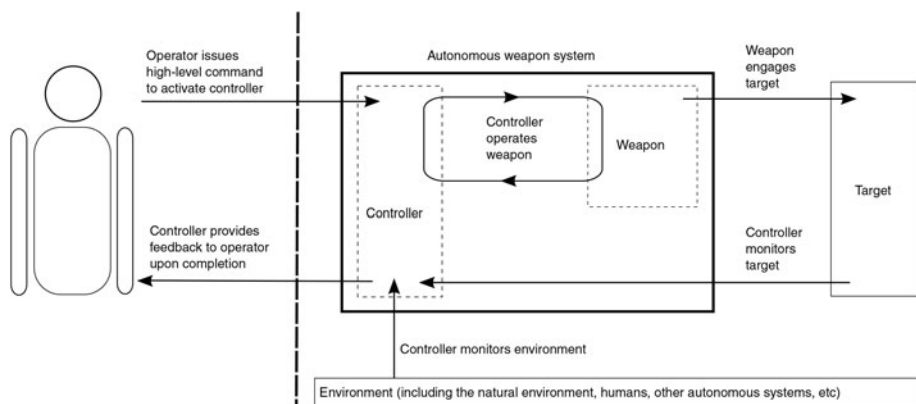 Operator issues
high-level command
to activate controller
Autonomous weapon system
Weapon
engages
target
Controller
operates
weapon
Weapon
Target
Controller
Controller provides
feedback to operator
upon completion
Controller
monitors
target
Controller monitors environment
Environment (including the natural environment, humans, other autonomous systems, etc)